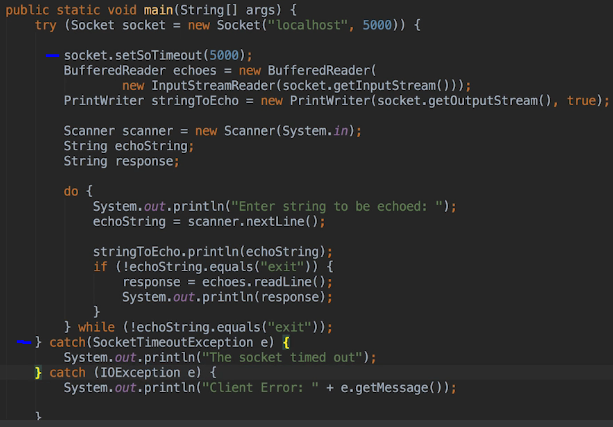 public static void main(String[] args) {
    try (Socket socket = new Socket("localhost", 5000)) {
        socket.setSoTimeout(5000);
        BufferedReader echoes = new BufferedReader(
                new InputStreamReader(socket.getInputStream()));
        PrintWriter stringToEcho = new PrintWriter(socket.getOutputStream(), true);
        Scanner scanner = new Scanner(System.in);
        String echoString;
        String response;
        do {
            System.out.println("Enter string to be echoed: ");
            echoString = scanner.nextLine();
            stringToEcho.println(echoString);
            if (!echoString.equals("exit")) {
                response = echoes.readLine();
                System.out.println(response);
            }
        } while (!echoString.equals("exit"));
    } catch(SocketTimeoutException e) {
        System.out.println("The socket timed out");
    } catch (IOException e) {
        System.out.println("Client Error: " + e.getMessage());
    }